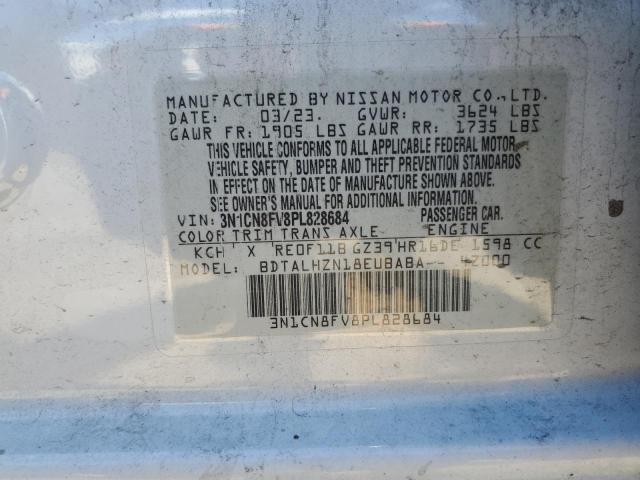 MANUFACTURED BY NISSAN MOTOR CO.,LTD.
DATE: 03/23. GVWR: 3624 LBS
GAWR FR: 1905 LBS GAWR RR: 1735 LBS
THIS VEHICLE CONFORMS TO ALL APPLICABLE FEDERAL MOTOR
VEHICLE SAFETY, BUMPER AND THEFT PREVENTION STANDARDS
IN EFFECT ON THE DATE OF MANUFACTURE SHOWN ABOVE.
SEE OWNER'S MANUAL FOR ADDITIONAL INFORMATION.
VIN: 3N1CN8FV8PL828684 PASSENGER CAR.
COLOR TRIM TRANS AXLE ENGINE
KCH X RE0F11B GZ39 HR16DE 1598 CC
MODEL: BDTALHZN18EUBABA-- 42000
3N1CN8FV8PL828684